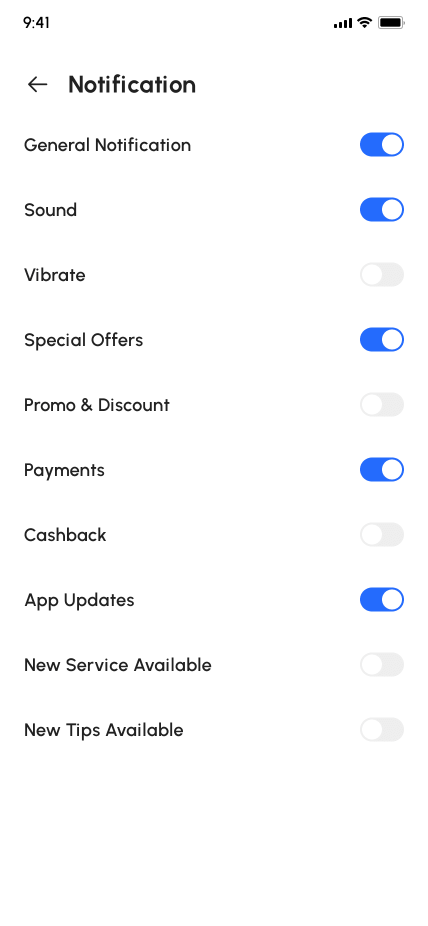 9:41
Notification
General Notification
Sound
Vibrate
Special Offers
Promo & Discount
Payments
Cashback
App Updates
New Service Available
New Tips Available